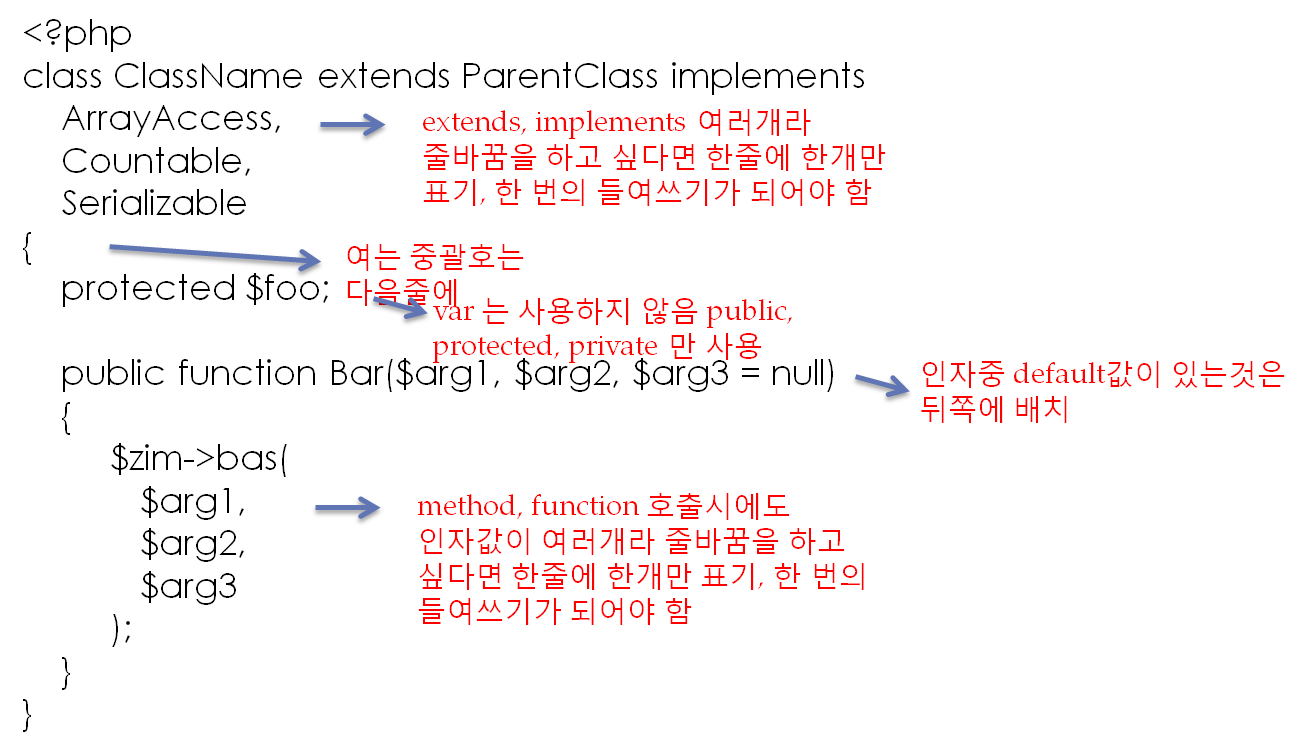 <?php
class ClassName extends ParentClass implements
ArrayAccess,
Countable,
Serializable
extends, implements 여러개라
줄바꿈을 하고 싶다면 한줄에 한개만
표기, 한 번의 들여쓰기가 되어야 함
{
여는 중괄호는
다음줄에
protected $foo;
var 는 사용하지 않음 public,
protected, private 만 사용
public function Bar($arg1, $arg2, $arg3 = null)
인자중 default값이 있는것은
뒤쪽에 배치
{
$zim->bas(
$arg1,
$arg2,
$arg3
method, function 호출시에도
인자값이 여러개라 줄바꿈을 하고
싶다면 한줄에 한개만 표기, 한 번의
들여쓰기가 되어야 함
);
}
}